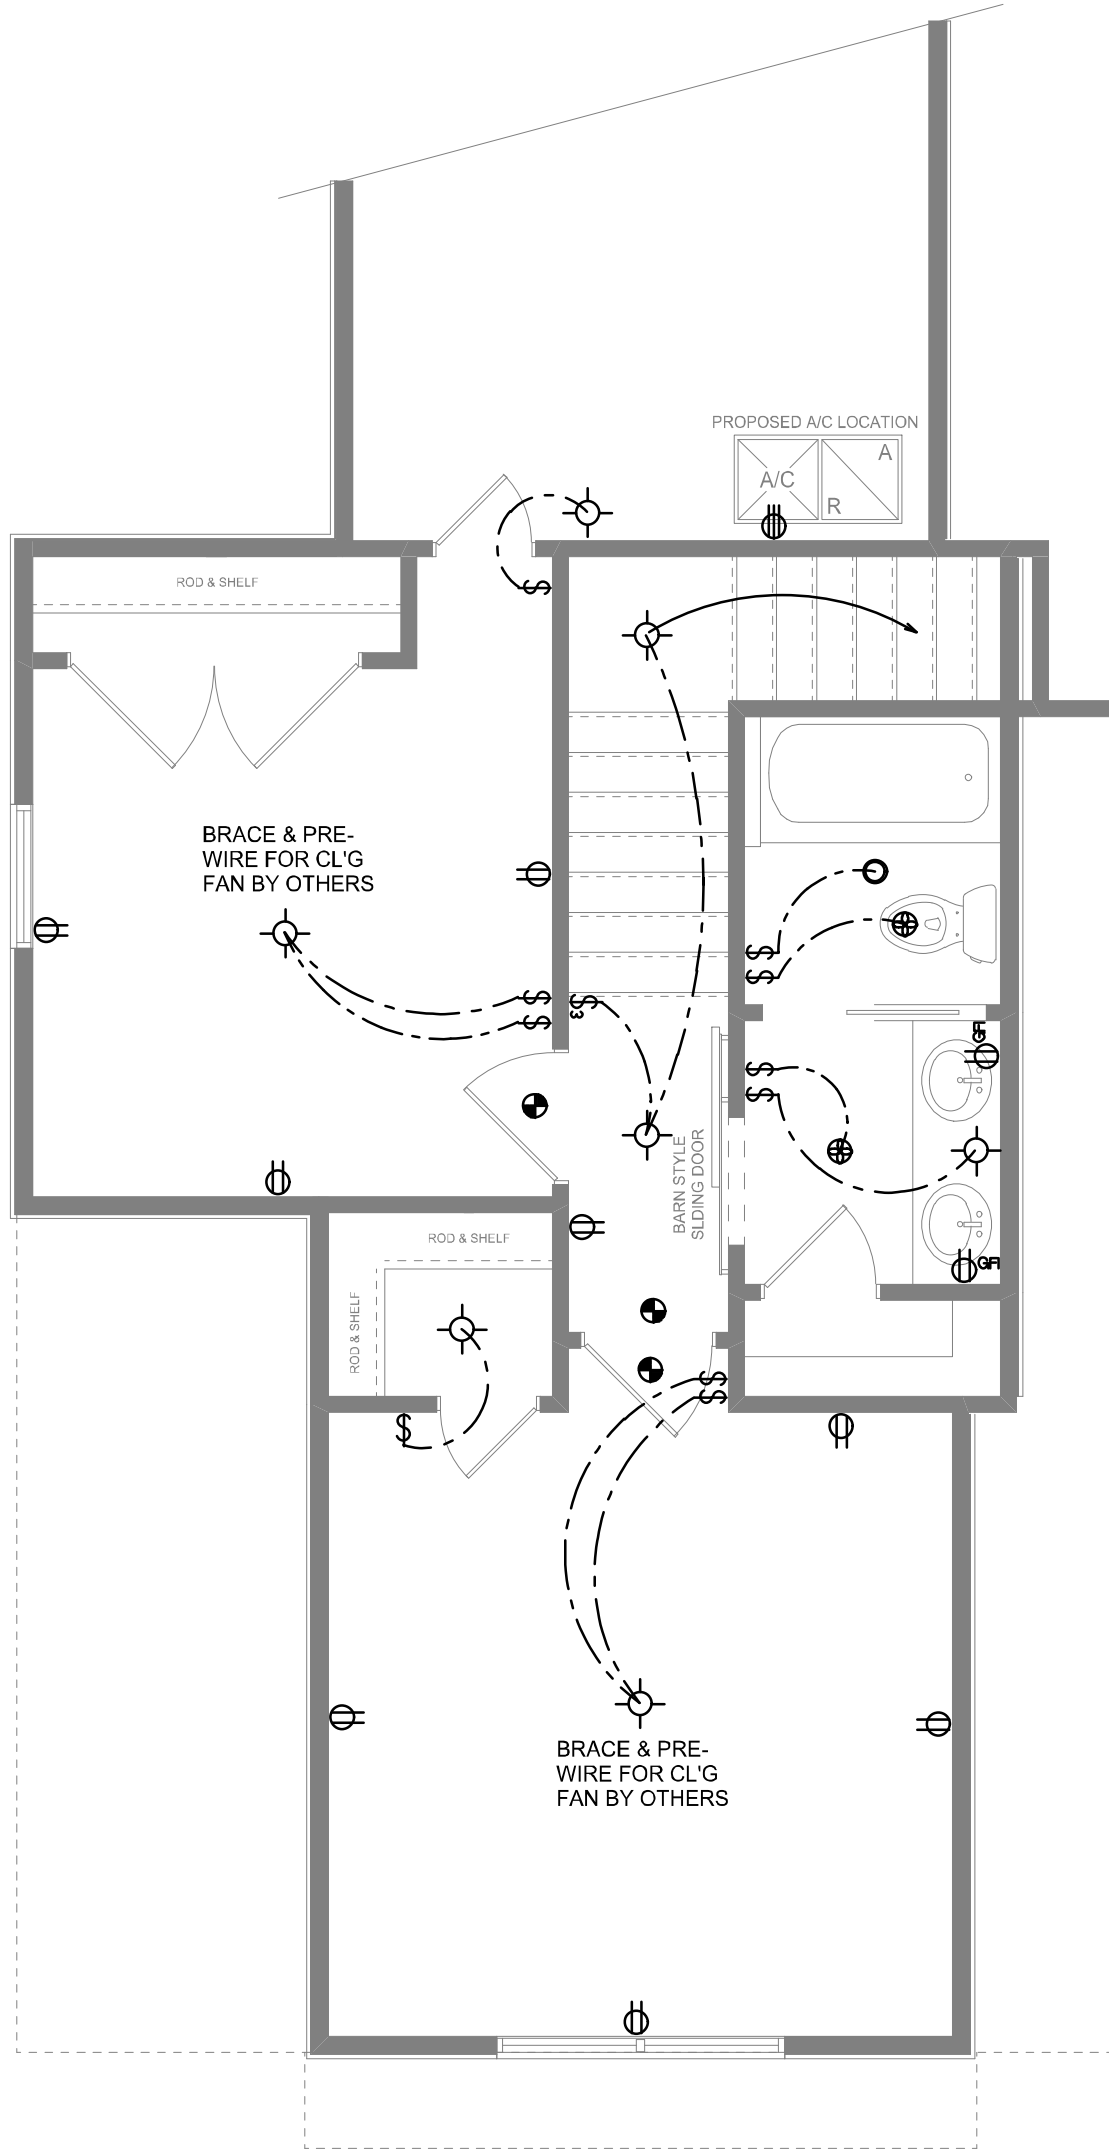 PROPOSED A/C LOCATION
A/C
A
R
ROD & SHELF
$
BRACE & PRE-
WIRE FOR CL'G
FAN BY OTHERS
$
$
$
$
$3
GFI
$
$
BARN STYLE
SLDING DOOR
ROD & SHELF
ROD & SHELF
GFI
$
$
$
BRACE & PRE-
WIRE FOR CL'G
FAN BY OTHERS